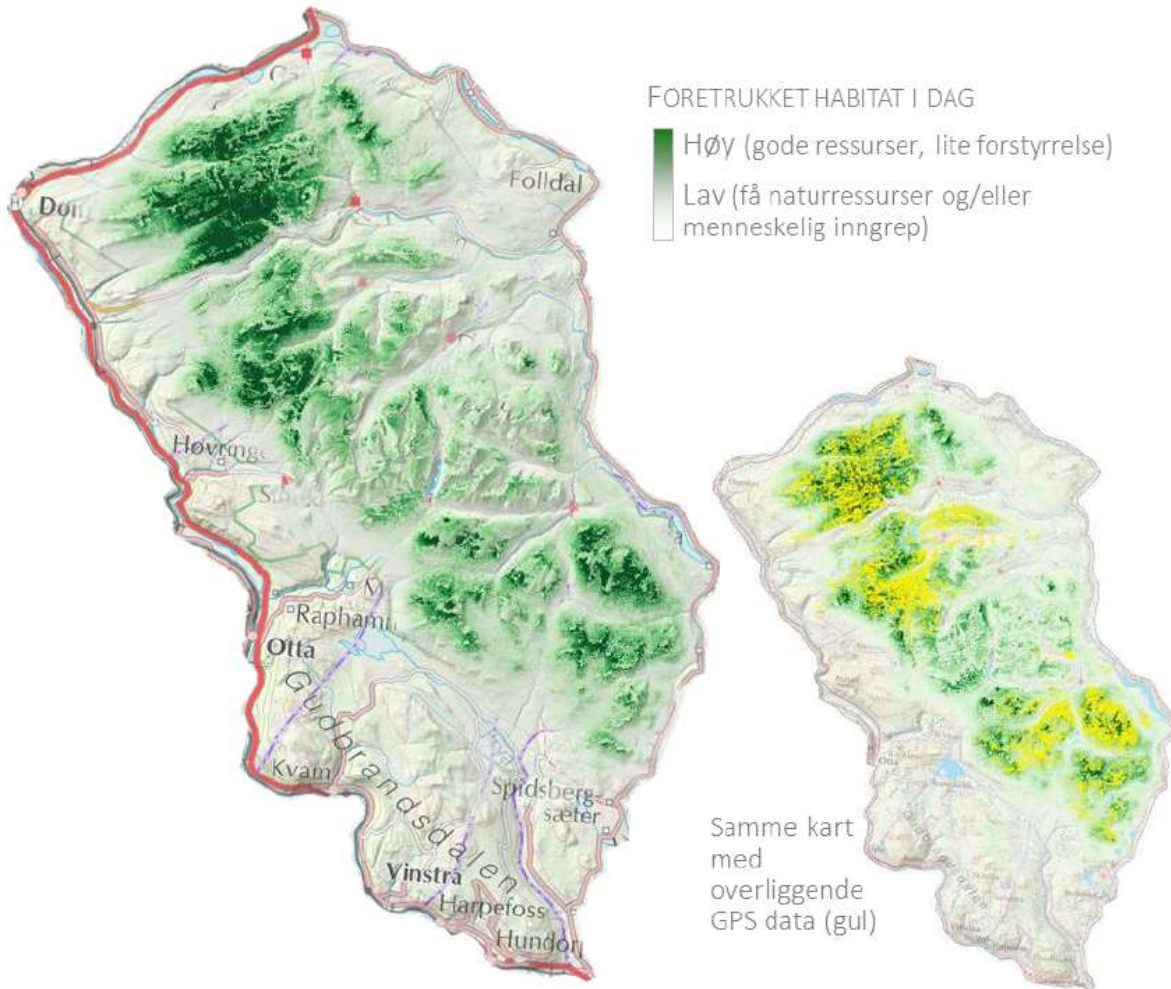 FORETRUKKET HABITAT I DAG
Høy (gode ressurser, lite forstyrrelse)
Lav (få naturressurser og/eller
menneskelig inngrep)
Folldal
Høvringe
Raphamn
Otta
Gudbrandsdalen
Kvam
Spidsberg-
sæter
Vinstra
Harpefoss
Samme kart
med
overliggende
GPS data (gul)